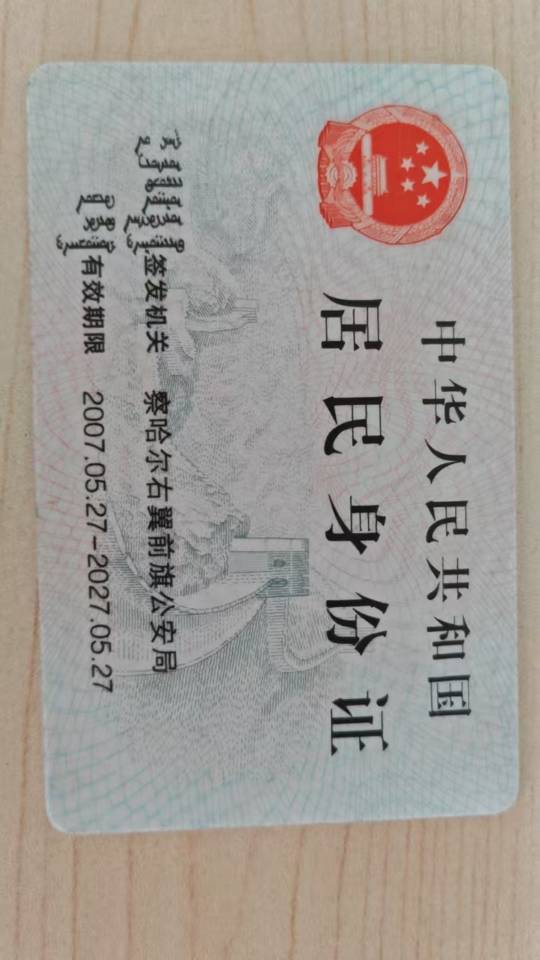 中华人民共和国
居民身份证
签发机关 察哈尔右翼前旗公安局
有效期限 2007.05.27-2027.05.27